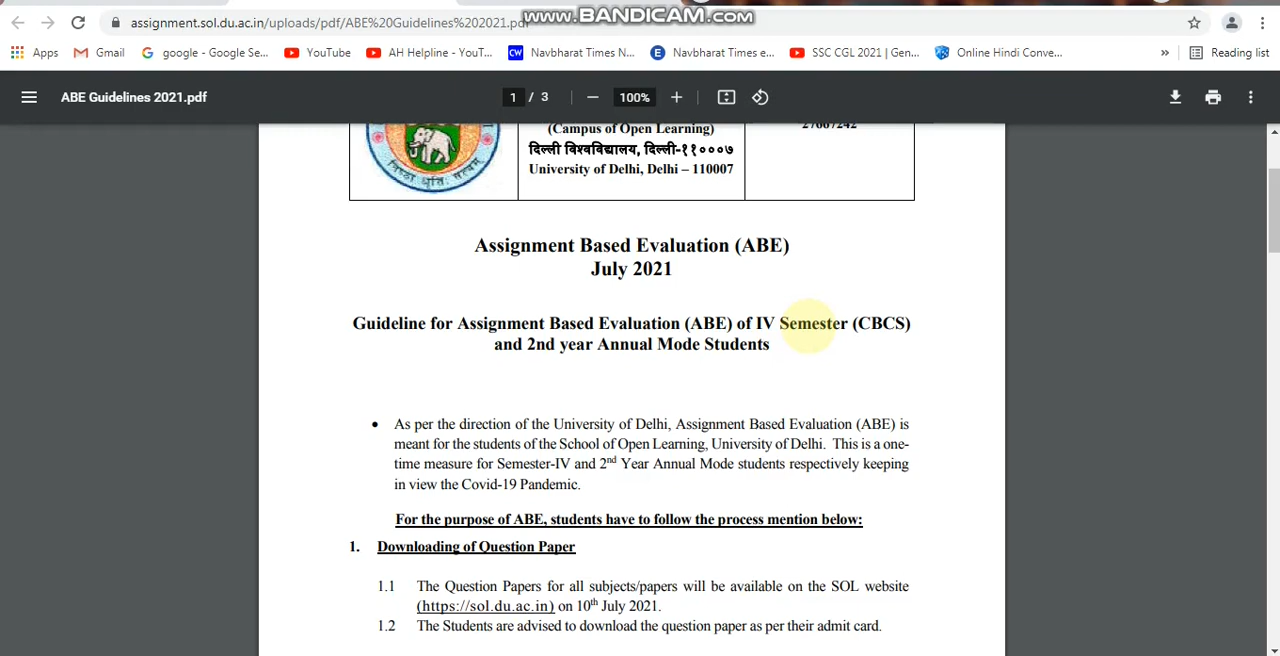 www.BANDICAM.com
assignment.sol.du.ac.in/uploads/pdf/ABE%20Guidelines%202021.pdf
Apps Gmail google - Google Se... YouTube AH Helpline - YouT... Navbharat Times N... Navbharat Times e... SSC CGL 2021 | Gen... Online Hindi Conve... » Reading list
ABE Guidelines 2021.pdf 1 / 3 100%
(Campus of Open Learning)
27667242
दिल्ली विश्वविद्यालय, दिल्ली-११०००७
University of Delhi, Delhi – 110007
निष्ठा धृति: सत्यम्
Assignment Based Evaluation (ABE)
July 2021
Guideline for Assignment Based Evaluation (ABE) of IV Semester (CBCS)
and 2nd year Annual Mode Students
• As per the direction of the University of Delhi, Assignment Based Evaluation (ABE) is
meant for the students of the School of Open Learning, University of Delhi. This is a one-
time measure for Semester-IV and 2nd Year Annual Mode students respectively keeping
in view the Covid-19 Pandemic.
For the purpose of ABE, students have to follow the process mention below:
1. Downloading of Question Paper
1.1 The Question Papers for all subjects/papers will be available on the SOL website
(https://sol.du.ac.in) on 10th July 2021.
1.2 The Students are advised to download the question paper as per their admit card.